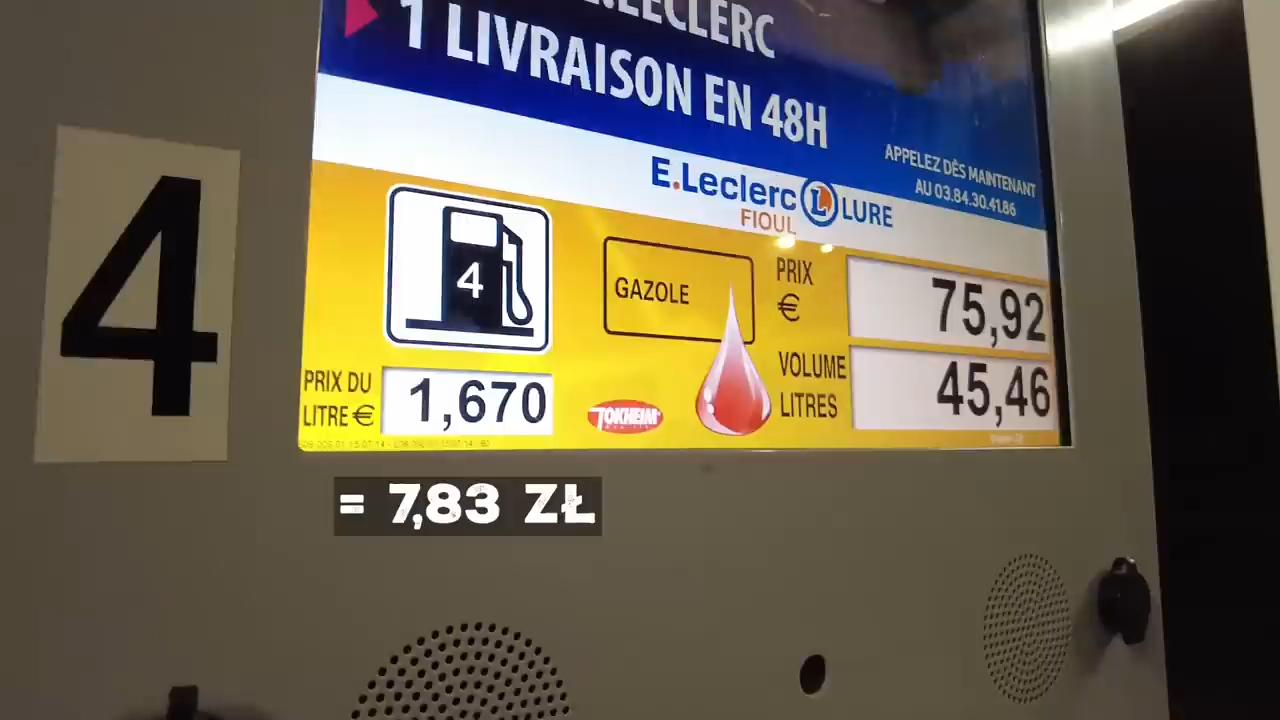 E.LECLERC
1 LIVRAISON EN 48H
APPELEZ DÈS MAINTENANT
AU 03.84.30.41.86
E.Leclerc L LURE
FIOUL
4
4
GAZOLE
PRIX
€
75,92
VOLUME
LITRES
45,46
PRIX DU
LITRE €
1,670
TOKHEIM
= 7,83 ZŁ